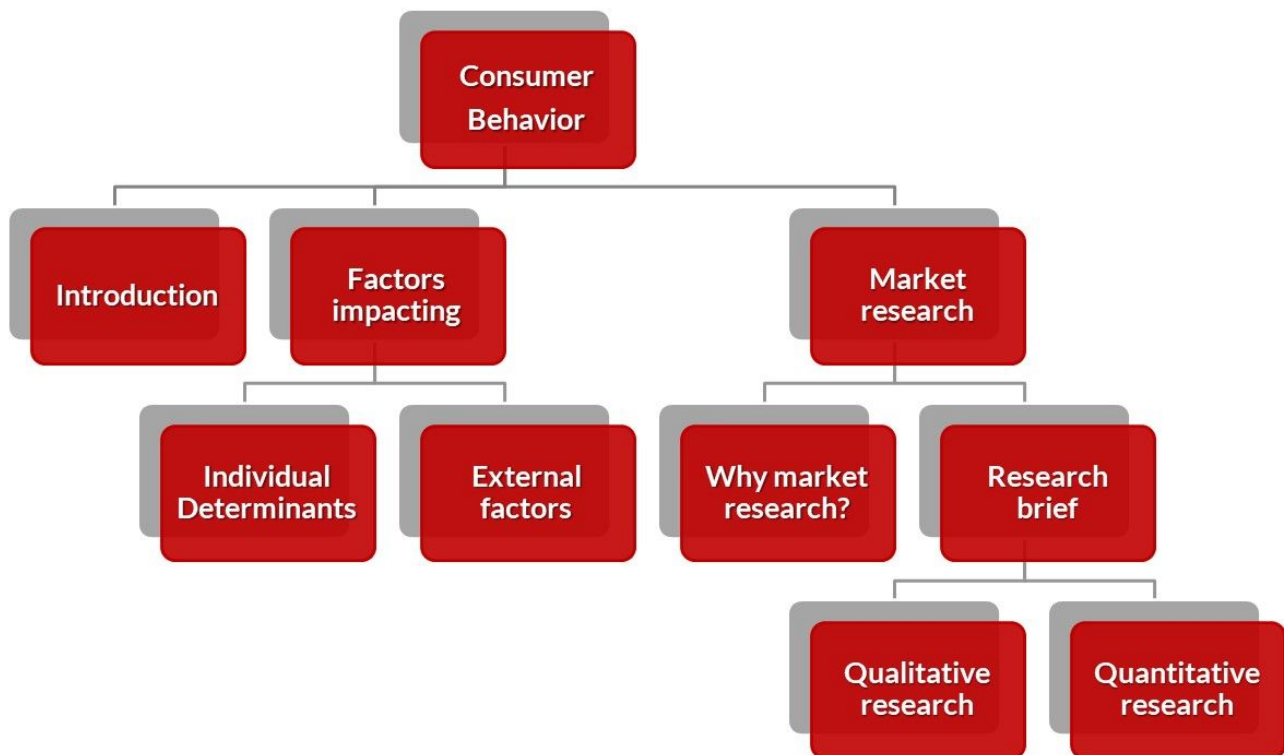 Consumer
Behavior
Introduction
Factors
impacting
Market
research
Individual
Determinants
External
factors
Why market
research?
Research
brief
Qualitative
research
Quantitative
research